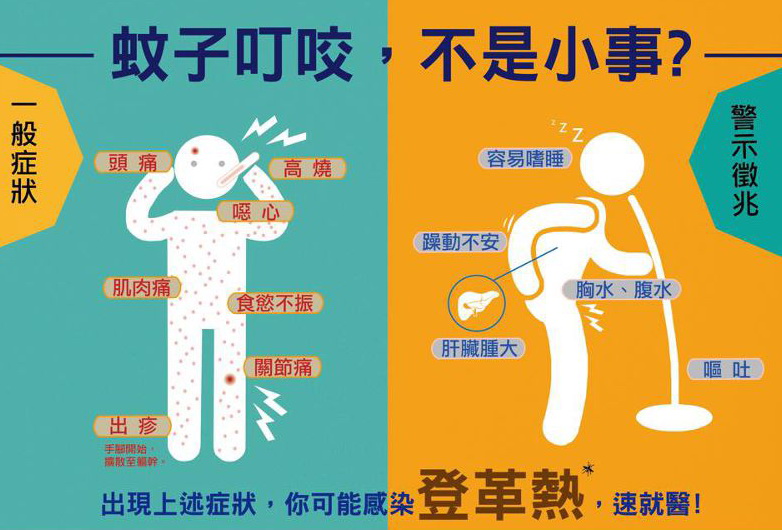 蚊子叮咬，不是小事?
一般症狀
頭痛
高燒
噁心
肌肉痛
食慾不振
關節痛
出疹
手腳開始，
擴散至軀幹。
警示徵兆
zzZ
容易嗜睡
躁動不安
胸水、腹水
肝臟腫大
嘔吐
出現上述症狀，你可能感染登革熱，速就醫!